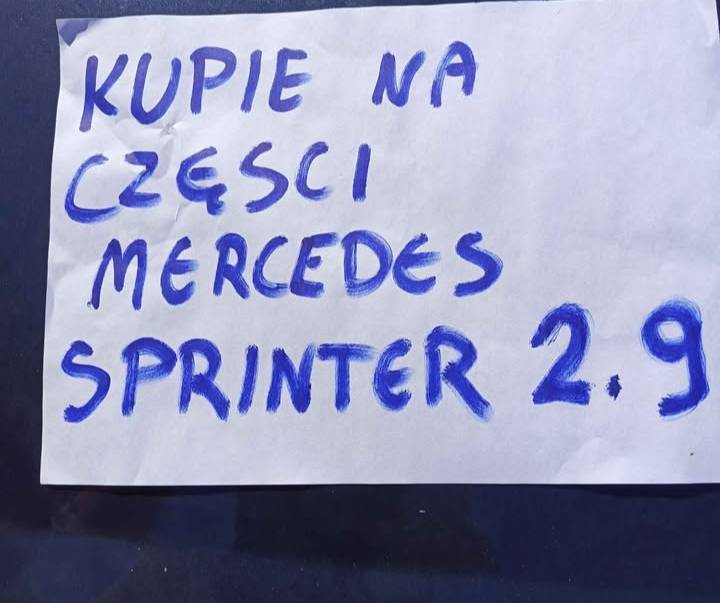 KUPIE NA
CZĘSCI
MERCEDES
SPRINTER 2.9